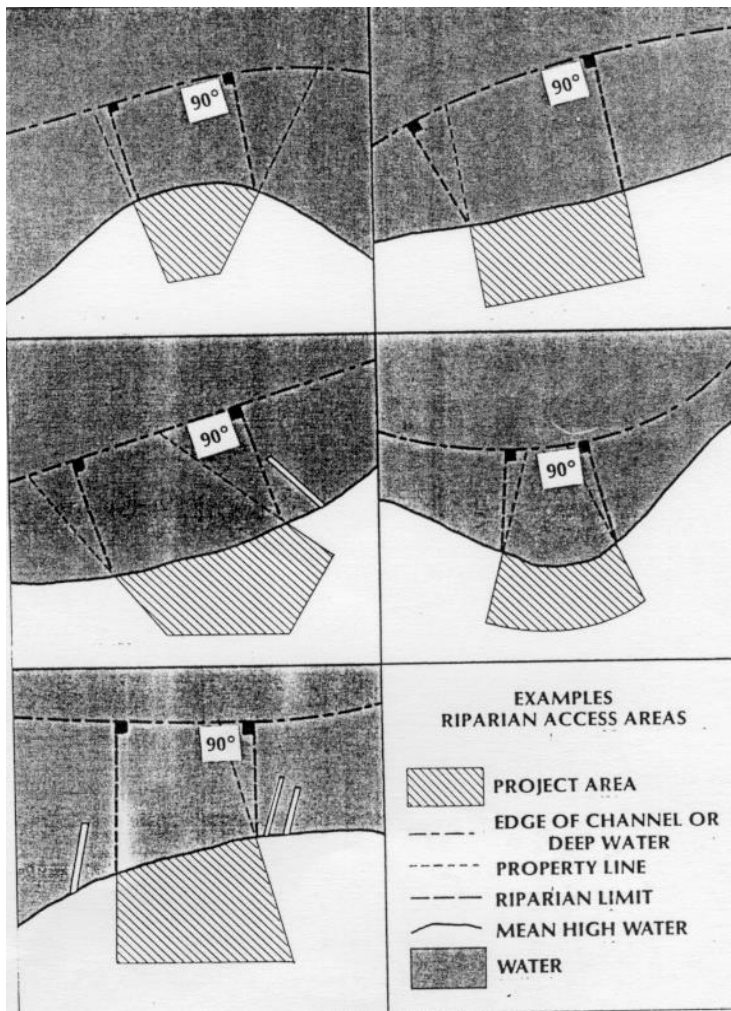 90°
90°
90°
90°
90°
EXAMPLES
RIPARIAN ACCESS AREAS
PROJECT AREA
EDGE OF CHANNEL OR
DEEP WATER
PROPERTY LINE
RIPARIAN LIMIT
MEAN HIGH WATER
WATER